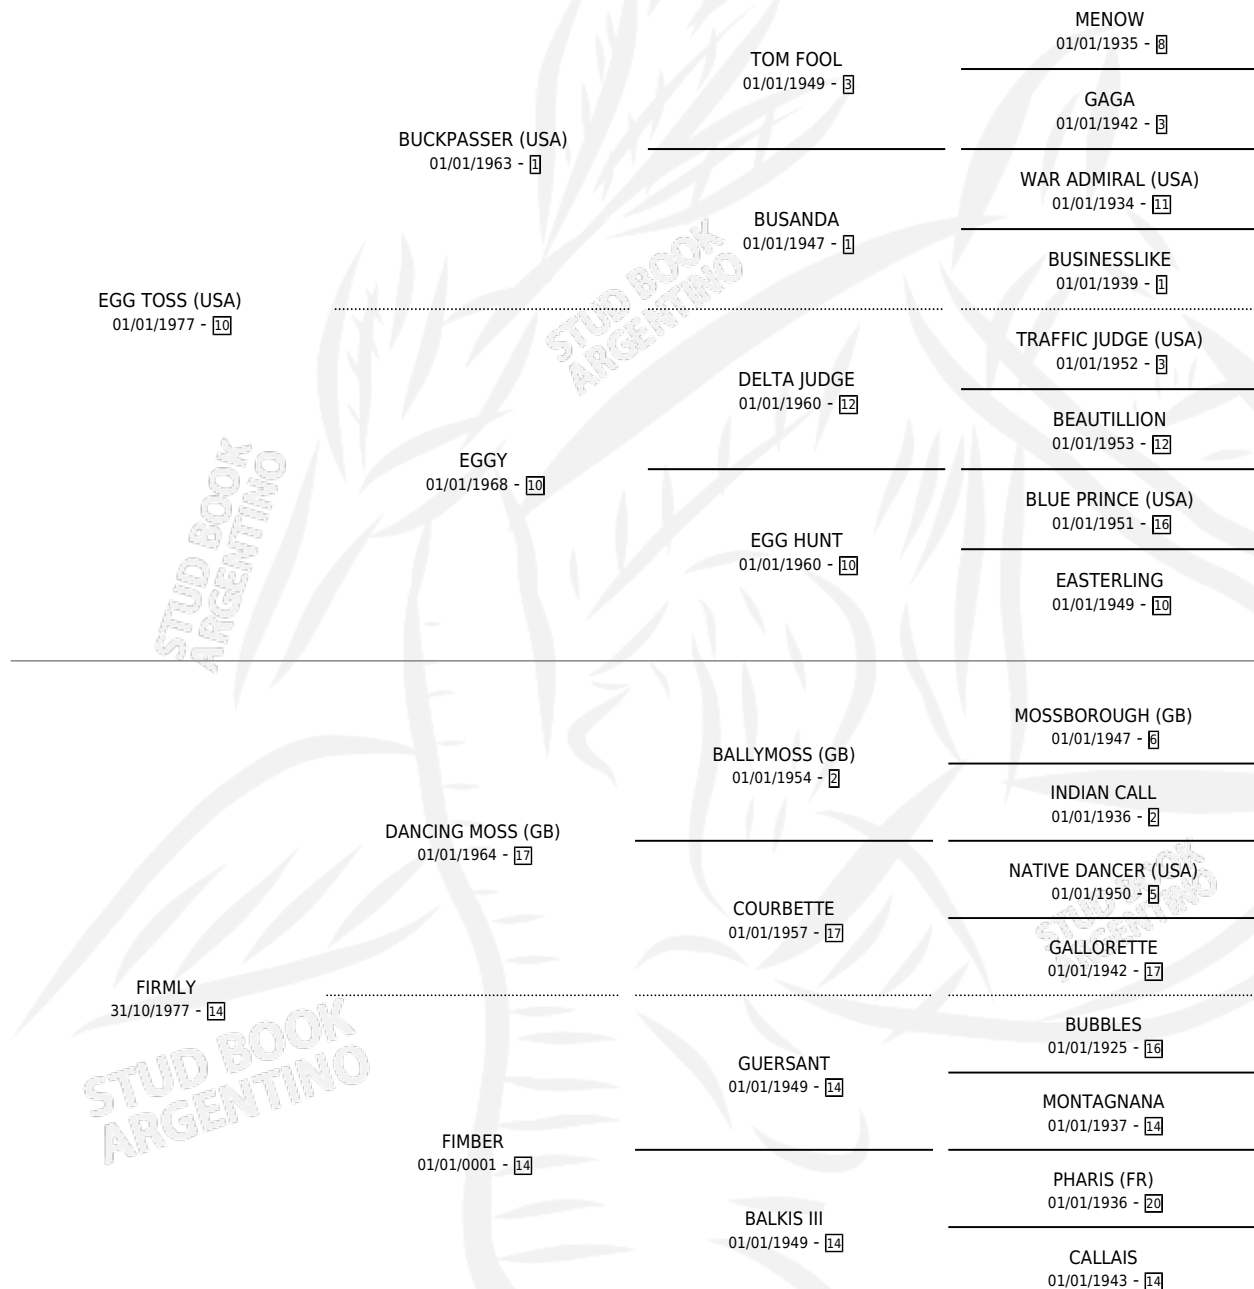 MENOW
01/01/1935 - 8
TOM FOOL
01/01/1949 - 3
GAGA
01/01/1942 - 3
BUCKPASSER (USA)
01/01/1963 - 1
WAR ADMIRAL (USA)
01/01/1934 - 11
BUSANDA
01/01/1947 - 1
BUSINESSLIKE
01/01/1939 - 1
EGG TOSS (USA)
01/01/1977 - 10
TRAFFIC JUDGE (USA)
01/01/1952 - 3
DELTA JUDGE
01/01/1960 - 12
BEAUTILLION
01/01/1953 - 12
EGGY
01/01/1968 - 10
BLUE PRINCE (USA)
01/01/1951 - 16
EGG HUNT
01/01/1960 - 10
EASTERLING
01/01/1949 - 10
MOSSBOROUGH (GB)
01/01/1947 - 6
BALLYMOSS (GB)
01/01/1954 - 2
INDIAN CALL
01/01/1936 - 2
DANCING MOSS (GB)
01/01/1964 - 17
NATIVE DANCER (USA)
01/01/1950 - 5
COURBETTE
01/01/1957 - 17
GALLORETTE
01/01/1942 - 17
FIRMLY
31/10/1977 - 14
BUBBLES
01/01/1925 - 16
GUERSANT
01/01/1949 - 14
MONTAGNANA
01/01/1937 - 14
FIMBER
01/01/0001 - 14
PHARIS (FR)
01/01/1936 - 20
BALKIS III
01/01/1949 - 14
CALLAIS
01/01/1943 - 14
STUD BOOK
ARGENTINO
STUD BOOK
ARGENTINO
STUD BOOK
ARGENTINO
STUD BOOK
ARGENTINO